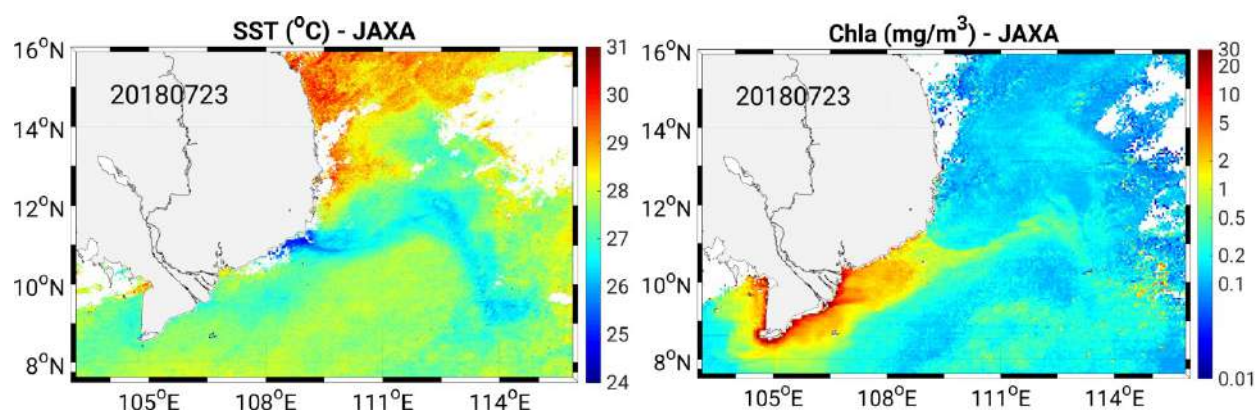 SST (°C) - JAXA
16°N
14°N
12°N
10°N
8°N
20180723
105°E
108°E
111°E
114°E
31
30
29
28
27
26
25
24
Chla (mg/m³) - JAXA
16°N
14°N
12°N
10°N
8°N
20180723
105°E
108°E
111°E
114°E
30
20
10
5
2
1
0.5
0.2
0.1
0.01